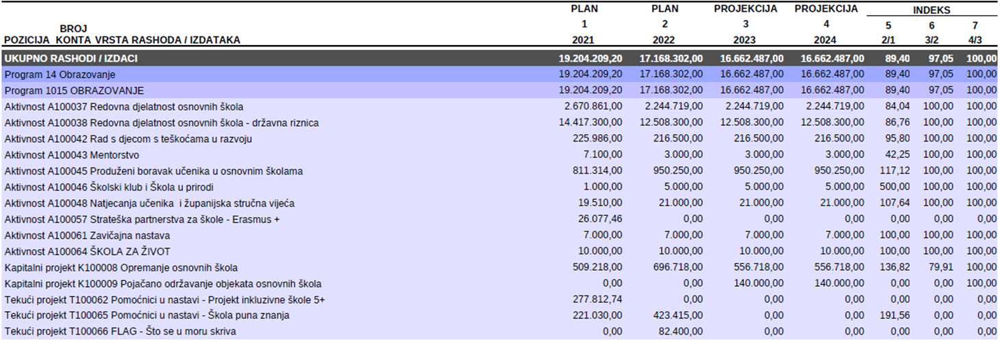 PLAN PLAN PROJEKCIJA PROJEKCIJA INDEKS
BROJ 1 2 3 4 5 6 7
POZICIJA KONTA VRSTA RASHODA / IZDATAKA 2021 2022 2023 2024 2/1 3/2 4/3
UKUPNO RASHODI / IZDACI 19.204.209,20 17.168.302,00 16.662.487,00 16.662.487,00 89,40 97,05 100,00
Program 14 Obrazovanje 19.204.209,20 17.168.302,00 16.662.487,00 16.662.487,00 89,40 97,05 100,00
Program 1015 OBRAZOVANJE 19.204.209,20 17.168.302,00 16.662.487,00 16.662.487,00 89,40 97,05 100,00
Aktivnost A100037 Redovna djelatnost osnovnih škola 2.670.861,00 2.244.719,00 2.244.719,00 2.244.719,00 84,04 100,00 100,00
Aktivnost A100038 Redovna djelatnost osnovnih škola - državna riznica 14.417.300,00 12.508.300,00 12.508.300,00 12.508.300,00 86,76 100,00 100,00
Aktivnost A100042 Rad s djecom s teškoćama u razvoju 225.986,00 216.500,00 216.500,00 216.500,00 95,80 100,00 100,00
Aktivnost A100043 Mentorstvo 7.100,00 3.000,00 3.000,00 3.000,00 42,25 100,00 100,00
Aktivnost A100045 Produženi boravak učenika u osnovnim školama 811.314,00 950.250,00 950.250,00 950.250,00 117,12 100,00 100,00
Aktivnost A100046 Školski klub i Škola u prirodi 1.000,00 5.000,00 5.000,00 5.000,00 500,00 100,00 100,00
Aktivnost A100048 Natjecanja učenika i županijska stručna vijeća 19.510,00 21.000,00 21.000,00 21.000,00 107,64 100,00 100,00
Aktivnost A100057 Strateška partnerstva za škole - Erasmus + 26.077,46 0,00 0,00 0,00 0,00 0,00 0,00
Aktivnost A100061 Zavičajna nastava 7.000,00 7.000,00 7.000,00 7.000,00 100,00 100,00 100,00
Aktivnost A100064 ŠKOLA ZA ŽIVOT 10.000,00 10.000,00 10.000,00 10.000,00 100,00 100,00 100,00
Kapitalni projekt K100008 Opremanje osnovnih škola 509.218,00 696.718,00 556.718,00 556.718,00 136,82 79,91 100,00
Kapitalni projekt K100009 Pojačano održavanje objekata osnovnih škola 0,00 0,00 140.000,00 140.000,00 0,00 0,00 100,00
Tekući projekt T100062 Pomoćnici u nastavi - Projekt inkluzivne škole 5+ 277.812,74 0,00 0,00 0,00 0,00 0,00 0,00
Tekući projekt T100065 Pomoćnici u nastavi - Škola puna znanja 221.030,00 423.415,00 0,00 0,00 191,56 0,00 0,00
Tekući projekt T100066 FLAG - Što se u moru skriva 0,00 82.400,00 0,00 0,00 0,00 0,00 0,00